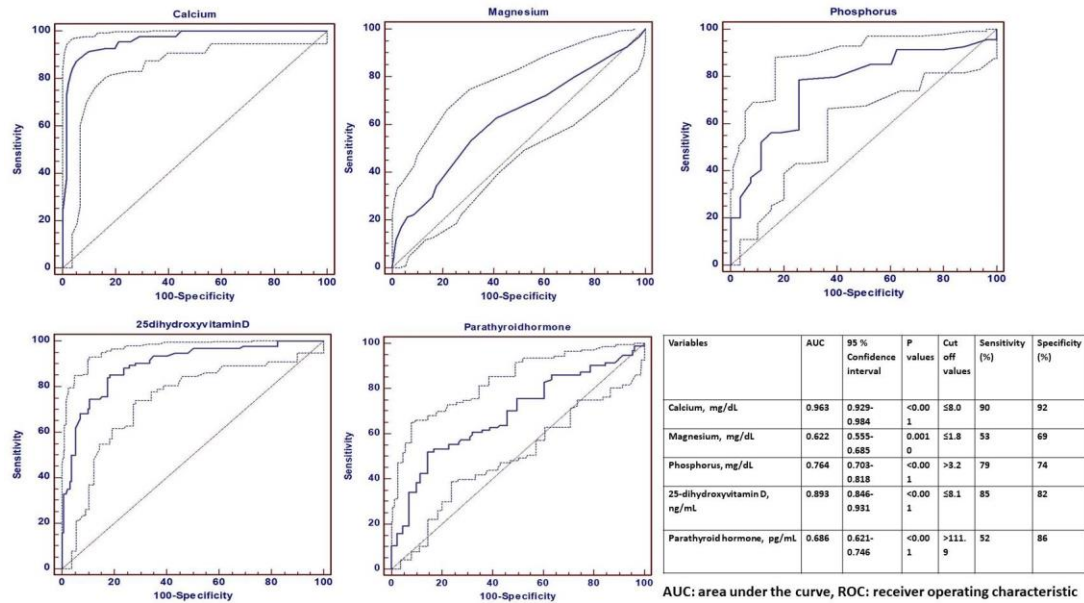 Calcium
100
80
60
40
20
0
Sensitivity
0 20 40 60 80 100
100-Specificity
Magnesium
100
80
60
40
20
0
Sensitivity
0 20 40 60 80 100
100-Specificity
Phosphorus
100
80
60
40
20
0
Sensitivity
0 20 40 60 80 100
100-Specificity
25dihydroxyvitaminD
100
80
60
40
20
0
Sensitivity
0 20 40 60 80 100
100-Specificity
Parathyroidhormone
100
80
60
40
20
0
Sensitivity
0 20 40 60 80 100
100-Specificity
Variables AUC 95 % Cut Sensitivity Specificity
Confidence P off (%) (%)
interval values values
Calcium, mg/dL 0.963 0.929- <0.00 ≤8.0 90 92
0.984 1
Magnesium, mg/dL 0.622 0.555- 0.001 ≤1.8 53 69
0.685 0
Phosphorus, mg/dL 0.764 0.703- <0.00 >3.2 79 74
0.818 1
25-dihydroxyvitamin D, 0.893 0.846- <0.00 ≤8.1 85 82
ng/mL 0.931 1
Parathyroid hormone, pg/mL 0.686 0.621- <0.00 >111. 52 86
0.746 1 9
AUC: area under the curve, ROC: receiver operating characteristic